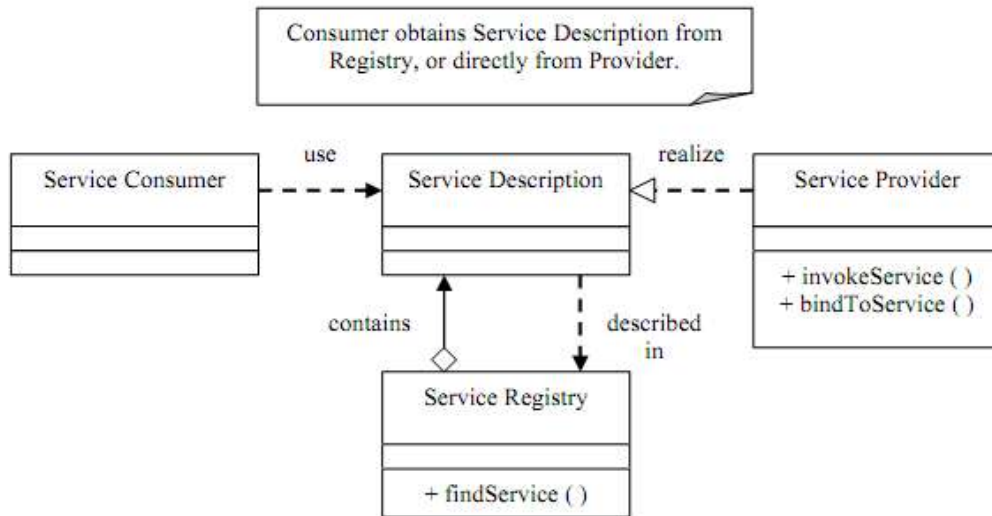 Consumer obtains Service Description from
Registry, or directly from Provider.
use
realize
Service Consumer
Service Description
Service Provider
+ invokeService ( )
+ bindToService ( )
contains
described
in
Service Registry
+ findService ( )